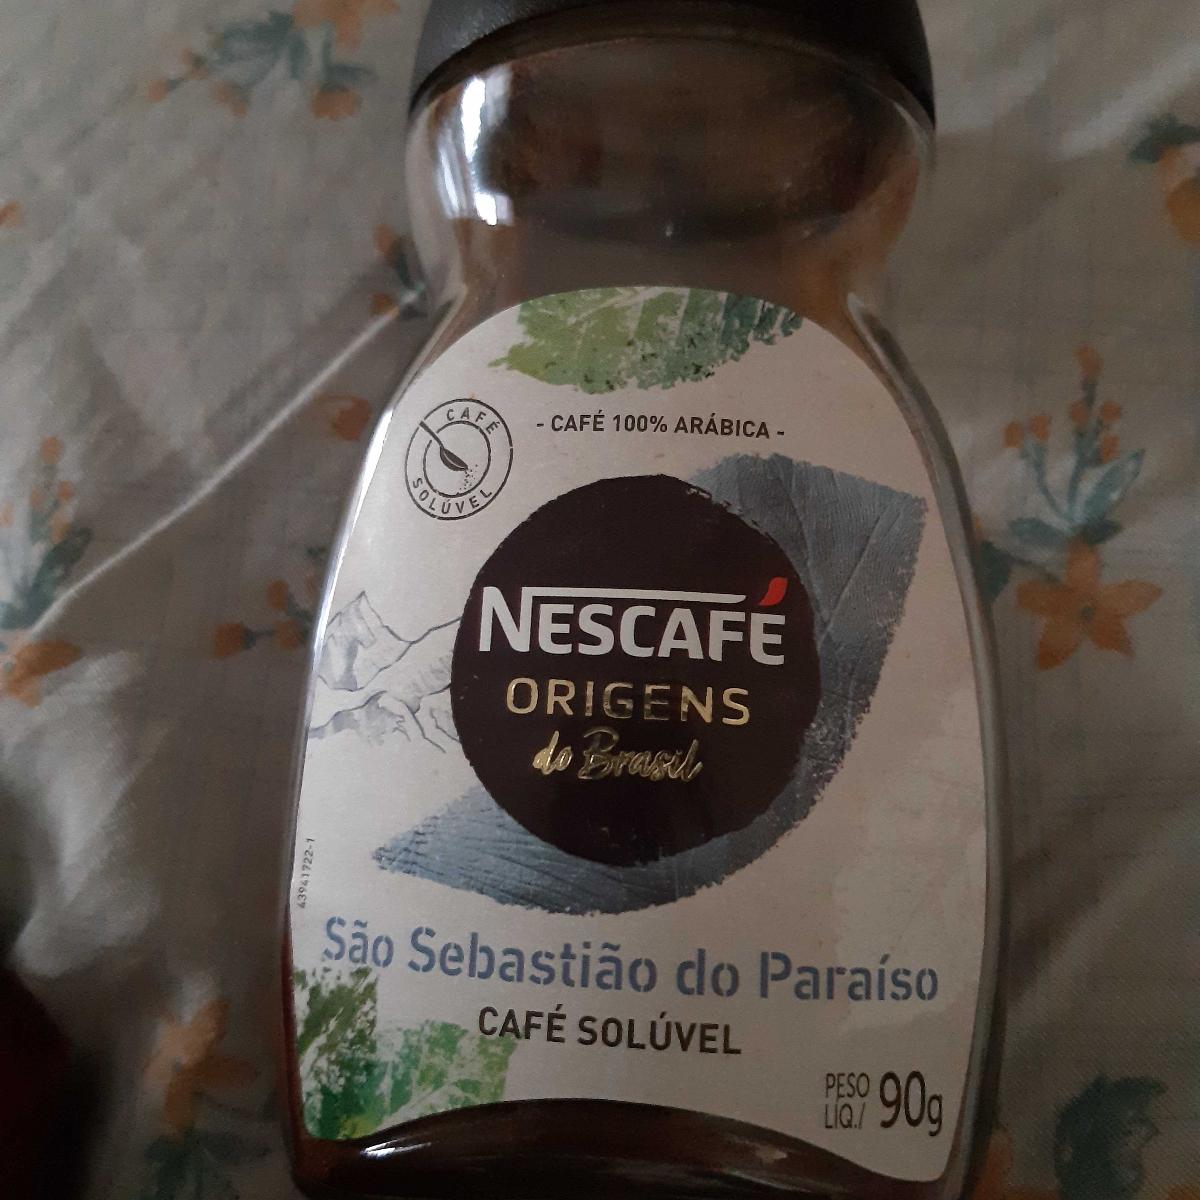 - CAFÉ 100% ARÁBICA -
CAFÉ
SOLÚVEL
NESCAFÉ
ORIGENS
do Brasil
43941722-1
São Sebastião do Paraíso
CAFÉ SOLÚVEL
PESO
LÍQ./ 90g